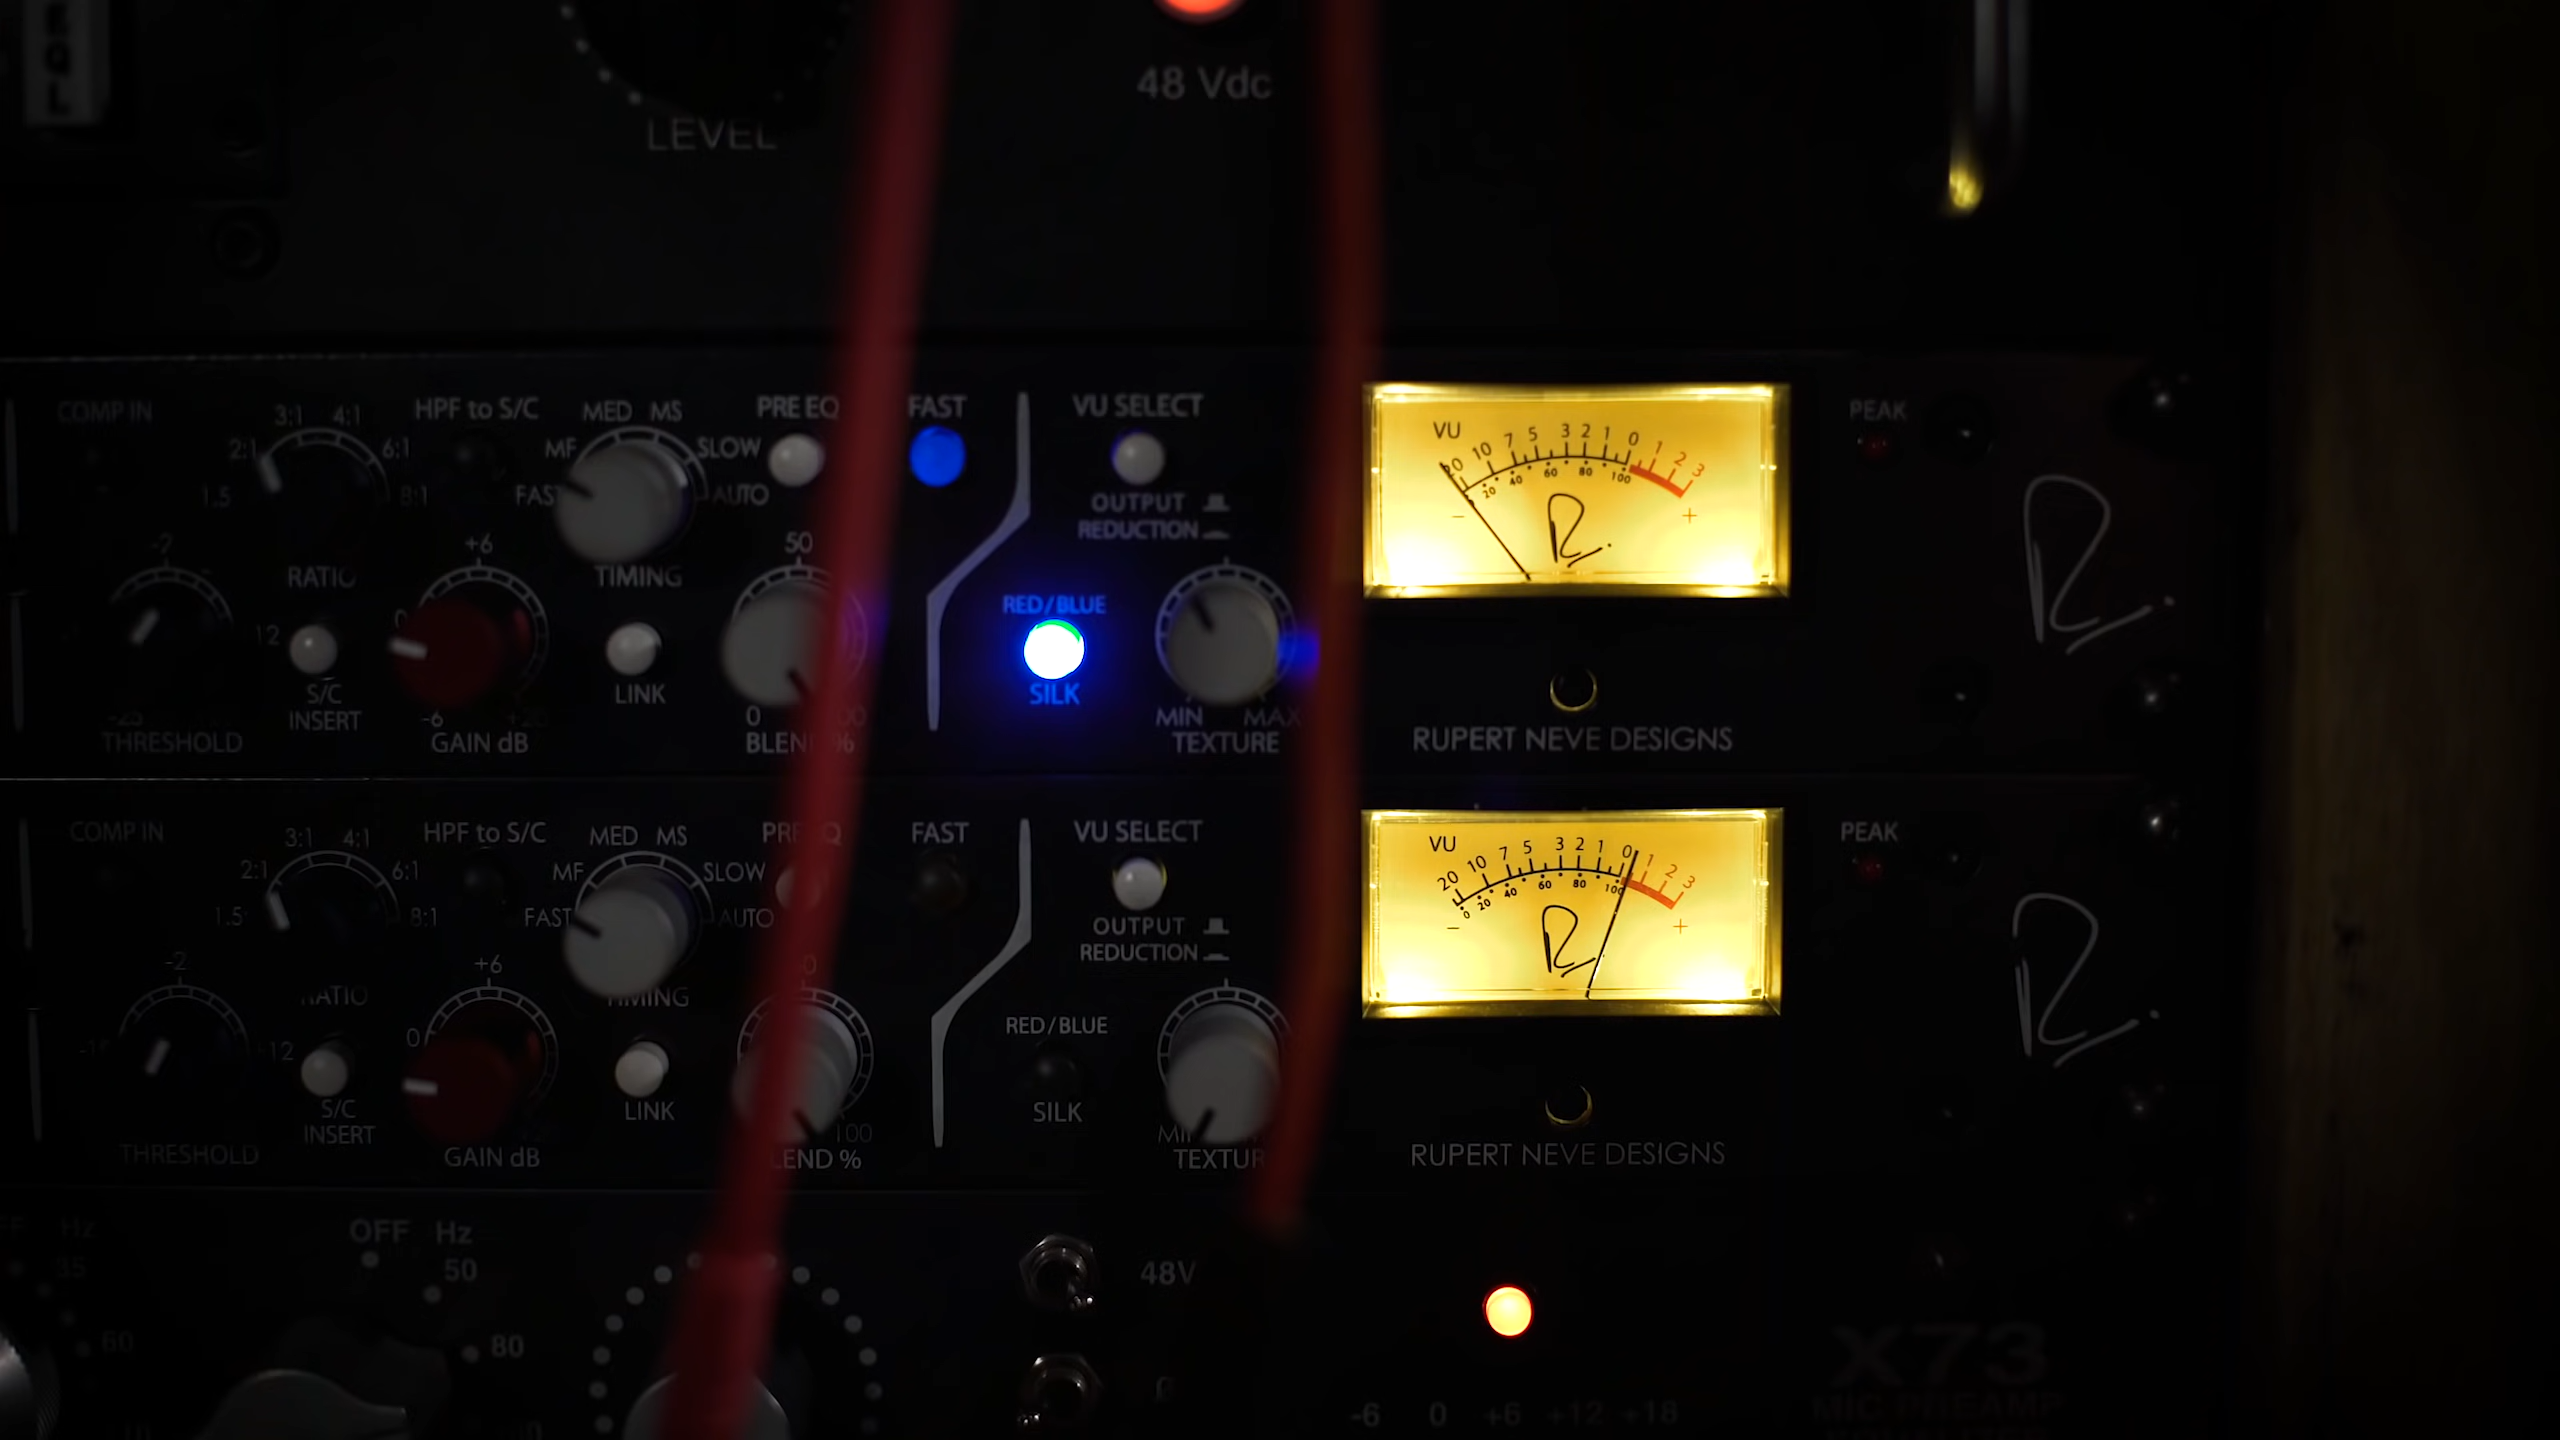 48 Vdc
LEVEL
COMP IN
3:1 4:1
HPF to S/C
MED MS
PRE EQ
FAST
VU SELECT
2:1
6:1
MF
SLOW
1.5
8:1
FAST
AUTO
OUTPUT
REDUCTION
VU
20 10 7 5 3 2 1 0 1 2 3
20 40 60 80 100
- +
PEAK
+6
50
RATIO
TIMING
RED/BLUE
0
12
S/C
INSERT
LINK
SILK
-6
0
MIN MAX
THRESHOLD
GAIN dB
TEXTURE
RUPERT NEVE DESIGNS
COMP IN
3:1 4:1
HPF to S/C
MED MS
FAST
VU SELECT
2:1
6:1
MF
SLOW
1.5
8:1
FAST
AUTO
OUTPUT
REDUCTION
VU
20 10 7 5 3 2 1 0 1 2 3
0 20 40 60 80 100
- +
PEAK
-2
+6
RED/BLUE
0
12
S/C
INSERT
LINK
SILK
100
THRESHOLD
GAIN dB
RUPERT NEVE DESIGNS
OFF Hz
35
50
60
80
48V
-6 0 +6 +12 +18
X73
MIC PREAMP